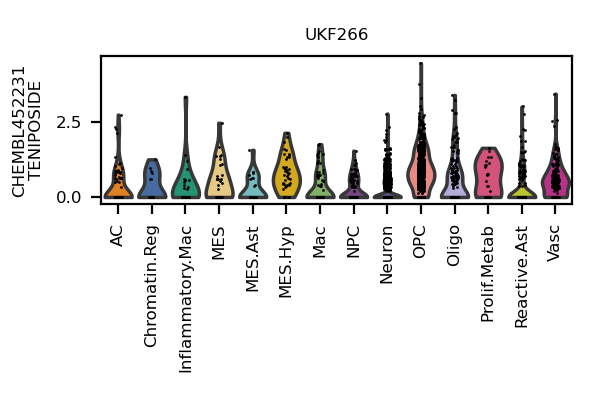 UKF266
CHEMBL452231
TENIPOSIDE
2.5
0.0
AC
Chromatin.Reg
Inflammatory.Mac
MES
MES.Ast
MES.Hyp
Mac
NPC
Neuron
OPC
Oligo
Prolif.Metab
Reactive.Ast
Vasc